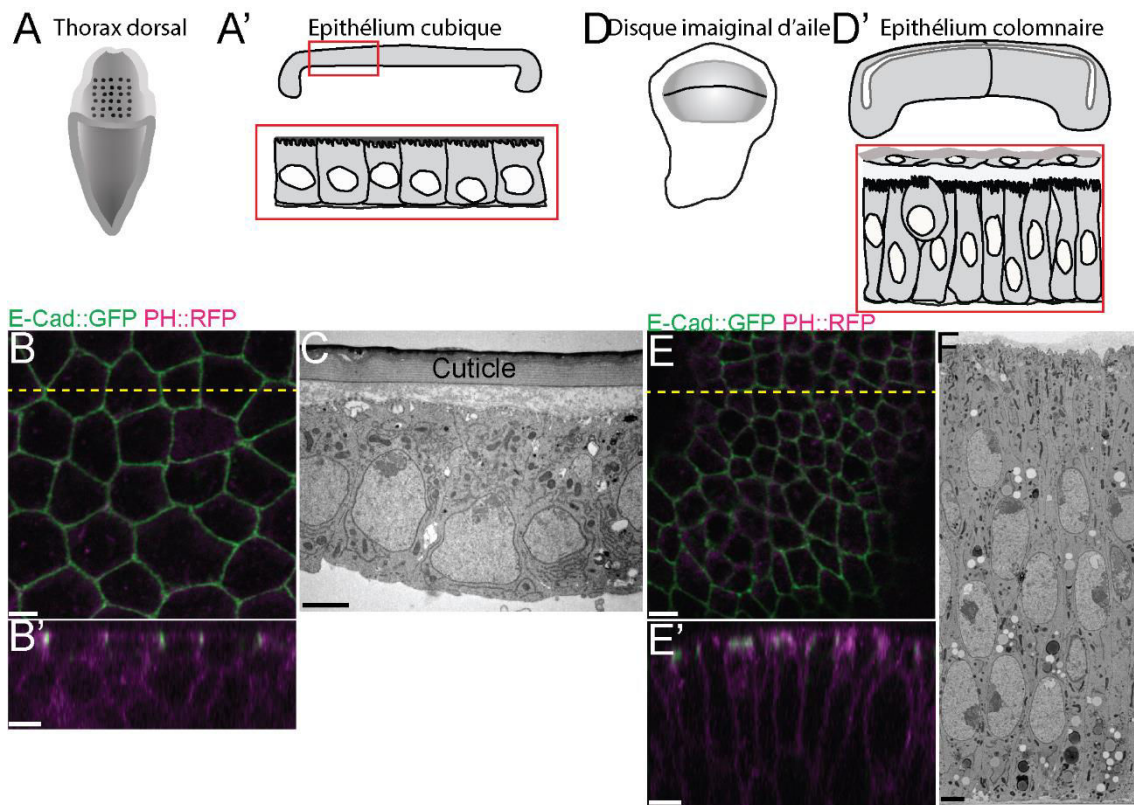 A Thorax dorsal
A' Epithélium cubique
D Disque imaiginal d'aile
D' Epithélium colomnaire
E-Cad::GFP PH::RFP
B
C
Cuticle
E-Cad::GFP PH::RFP
E
F
B'
E'